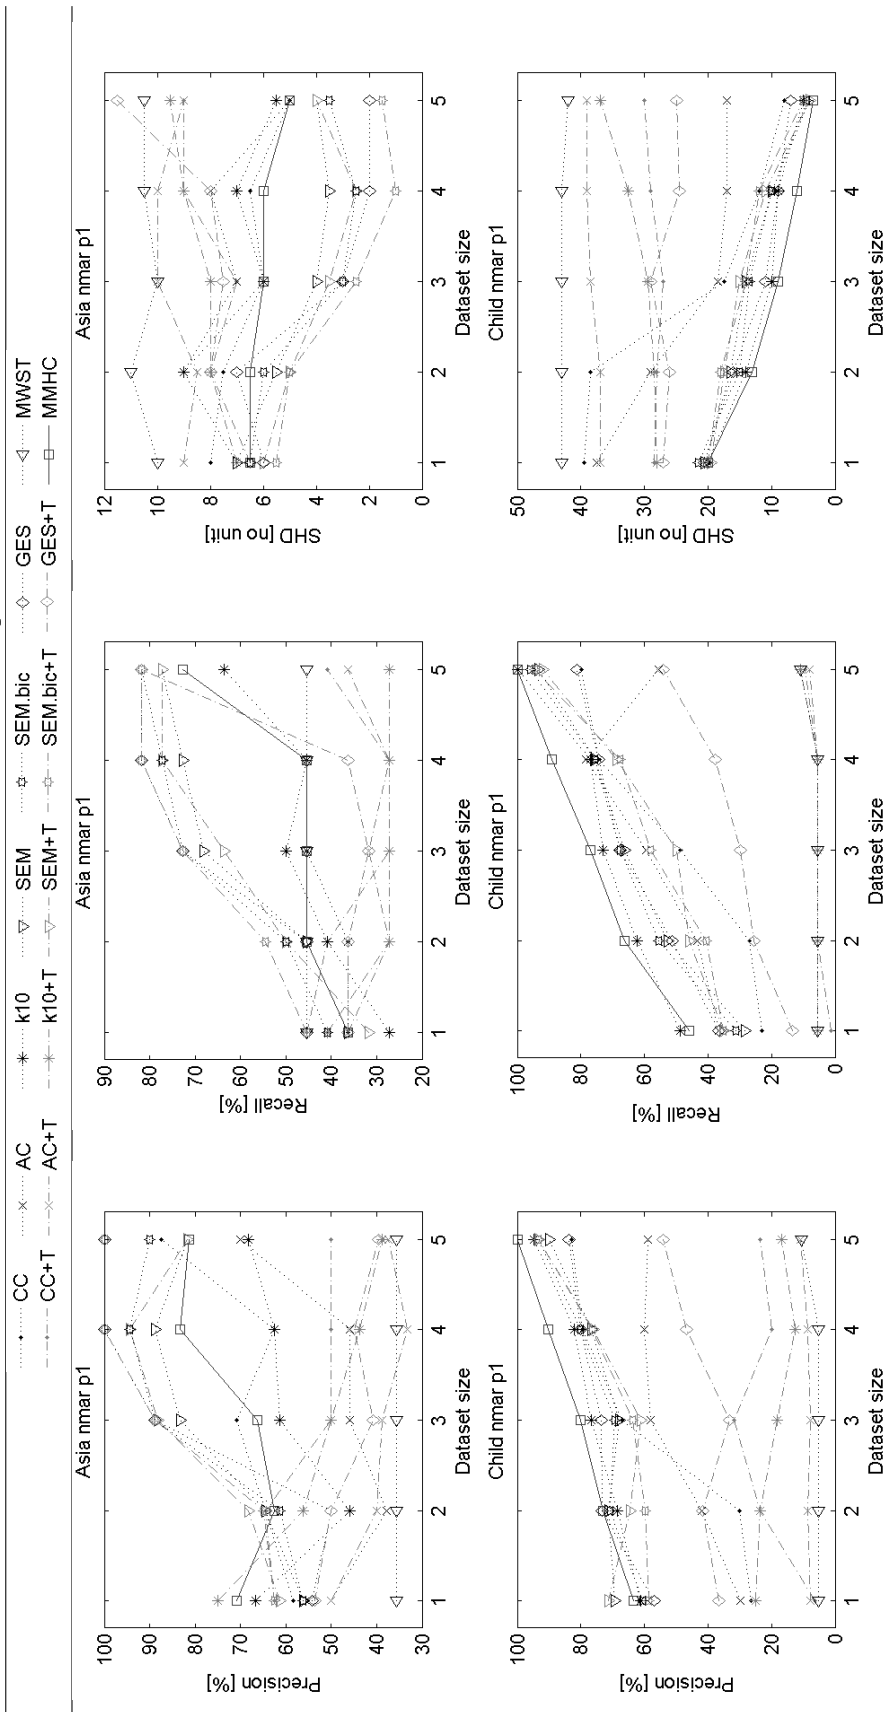 CC AC k10 SEM SEM.bic GES MWST
CC+T AC+T k10+T SEM+T SEM.bic+T GES+T MMHC
Asia nmar p1
100
90
80
70
60
50
40
30
Precision [%]
1 2 3 4 5
Dataset size
Asia nmar p1
90
80
70
60
50
40
30
20
Recall [%]
1 2 3 4 5
Dataset size
Asia nmar p1
12
10
8
6
4
2
0
SHD [no unit]
1 2 3 4 5
Dataset size
Child nmar p1
100
80
60
40
20
0
Precision [%]
1 2 3 4 5
Dataset size
Child nmar p1
100
80
60
40
20
0
Recall [%]
1 2 3 4 5
Dataset size
Child nmar p1
50
40
30
20
10
0
SHD [no unit]
1 2 3 4 5
Dataset size